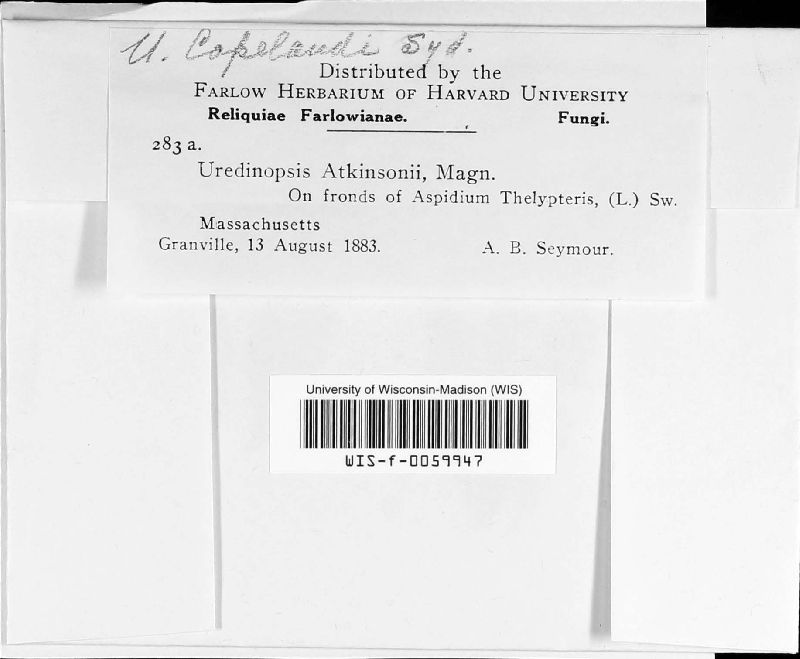 U. Copelandi Syd.
Distributed by the
FARLOW HERBARIUM OF HARVARD UNIVERSITY
Reliquiae Farlowianae. Fungi.
283 a.
Uredinopsis Atkinsonii, Magn.
On fronds of Aspidium Thelypteris, (L.) Sw.
Massachusetts
Granville, 13 August 1883. A. B. Seymour.
University of Wisconsin-Madison (WIS)
WIS-f-0059947